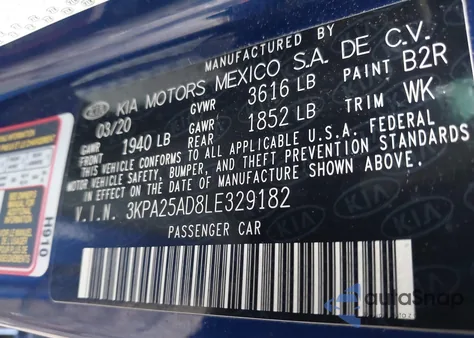 MANUFACTURED BY
KIA KIA MOTORS MEXICO S.A. DE C.V.
03/20 GVWR 3616 LB PAINT B2R
GAWR FRONT 1940 LB GAWR REAR 1852 LB TRIM WK
THIS VEHICLE CONFORMS TO ALL APPLICABLE U.S.A. FEDERAL
MOTOR VEHICLE SAFETY, BUMPER, AND THEFT PREVENTION STANDARDS
IN EFFECT ON THE DATE OF MANUFACTURE SHOWN ABOVE.
V.I.N. 3KPA25AD8LE329182
PASSENGER CAR
H910
autoSnap